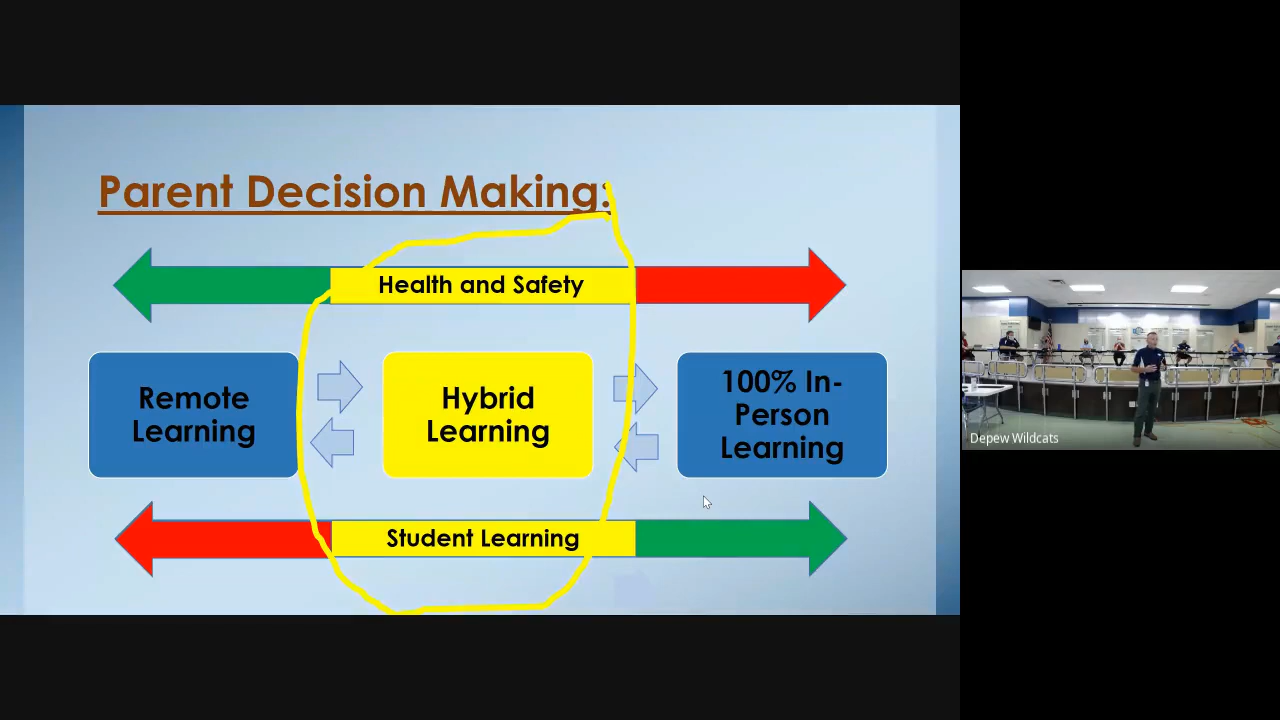 Parent Decision Making:
Health and Safety
Remote
Learning
Hybrid
Learning
100% In-
Person
Learning
Student Learning
Depew Wildcats